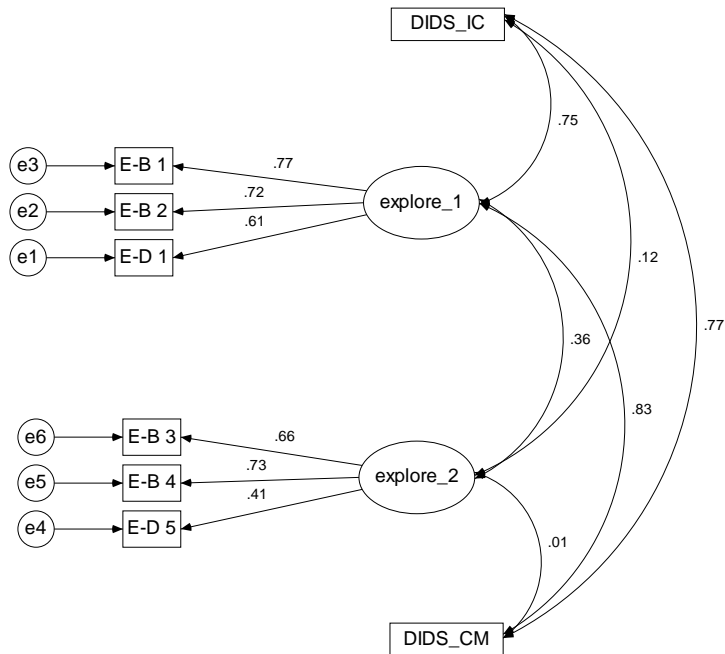 DIDS_IC
.75
e3
E-B 1
.77
e2
E-B 2
.72
explore_1
e1
E-D 1
.61
.12
.77
.36
.83
e6
E-B 3
.66
e5
E-B 4
.73
explore_2
e4
E-D 5
.41
.01
DIDS_CM